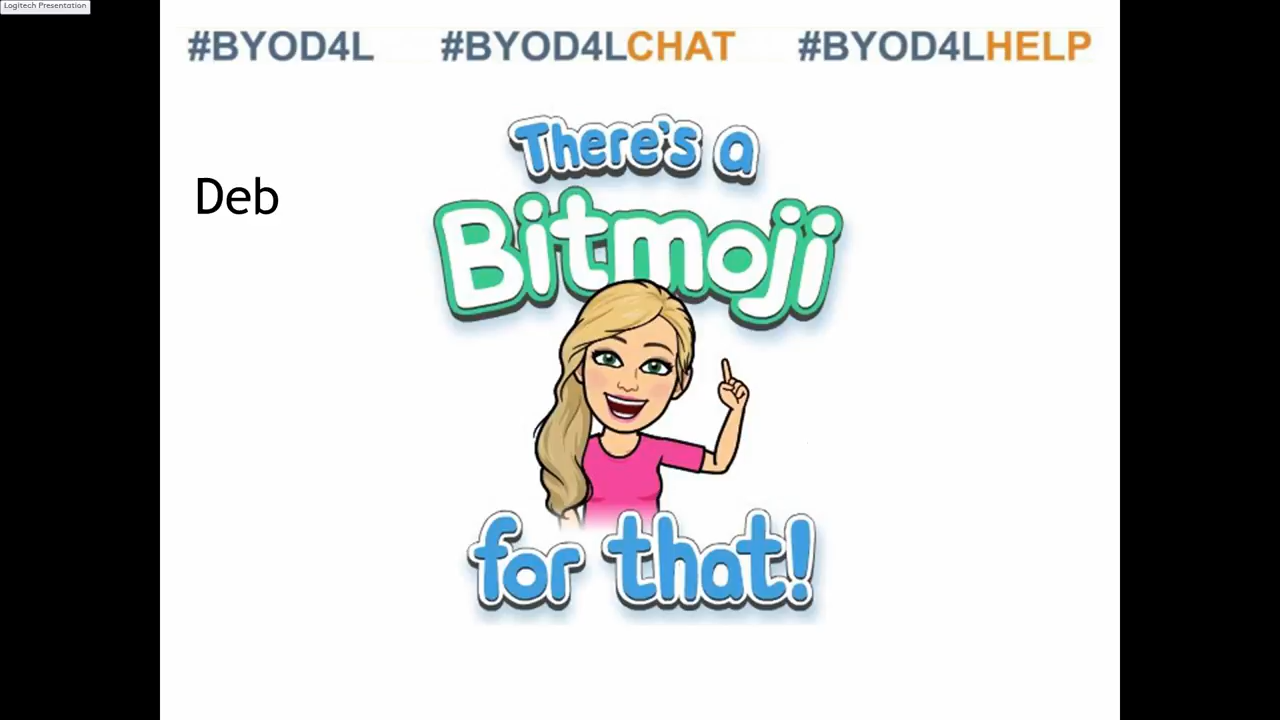 Logitech Presentation
#BYOD4L #BYOD4LCHAT #BYOD4LHELP
There's a
Deb
Bitmoji
for that!